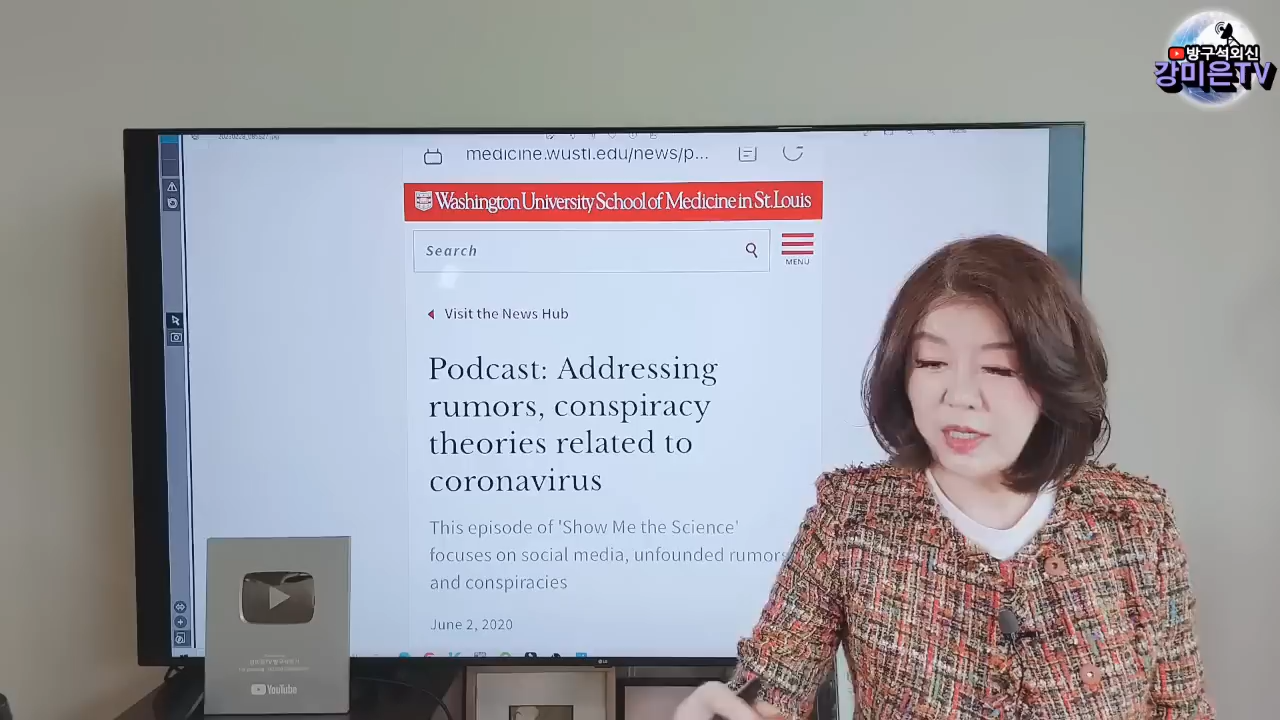 방구석외신
강미은TV
medicine.wustl.edu/news/p...
Washington University School of Medicine in St. Louis
Search
MENU
Visit the News Hub
Podcast: Addressing
rumors, conspiracy
theories related to
coronavirus
This episode of 'Show Me the Science'
focuses on social media, unfounded rumors
and conspiracies
June 2, 2020
YouTube
LG